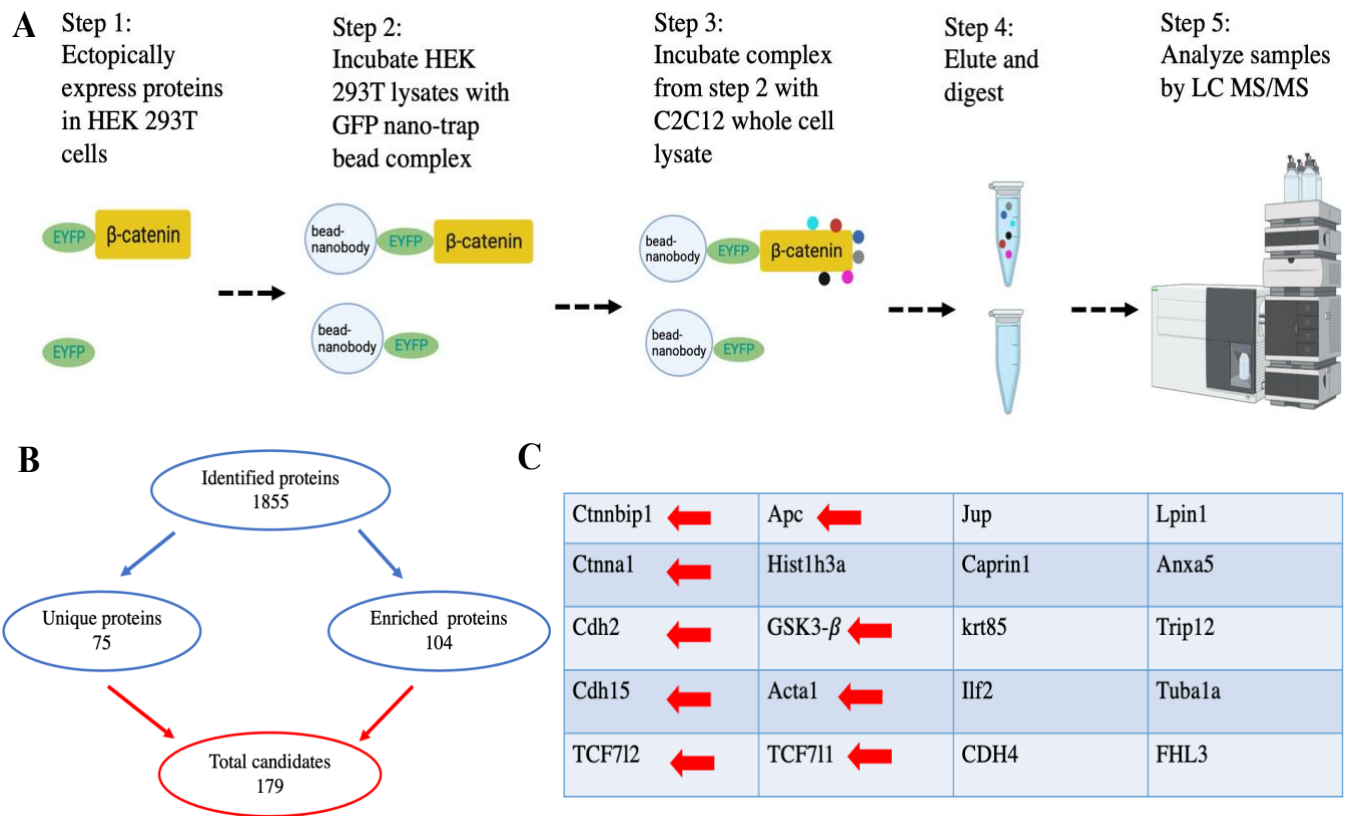 A
Step 1:
Ectopically
express proteins
in HEK 293T
cells
Step 2:
Incubate HEK
293T lysates with
GFP nano-trap
bead complex
Step 3:
Incubate complex
from step 2 with
C2C12 whole cell
lysate
Step 4:
Elute and
digest
Step 5:
Analyze samples
by LC MS/MS
EYFP β-catenin
EYFP
bead-
nanobody EYFP β-catenin
bead-
nanobody EYFP
bead-
nanobody EYFP β-catenin
bead-
nanobody EYFP
B
Identified proteins
1855
Unique proteins
75
Enriched proteins
104
Total candidates
179
C
Ctnnbip1 Apc Jup Lpin1
Ctnna1 Hist1h3a Caprin1 Anxa5
Cdh2 GSK3-β krt85 Trip12
Cdh15 Acta1 Ilf2 Tuba1a
TCF7l2 TCF7l1 CDH4 FHL3